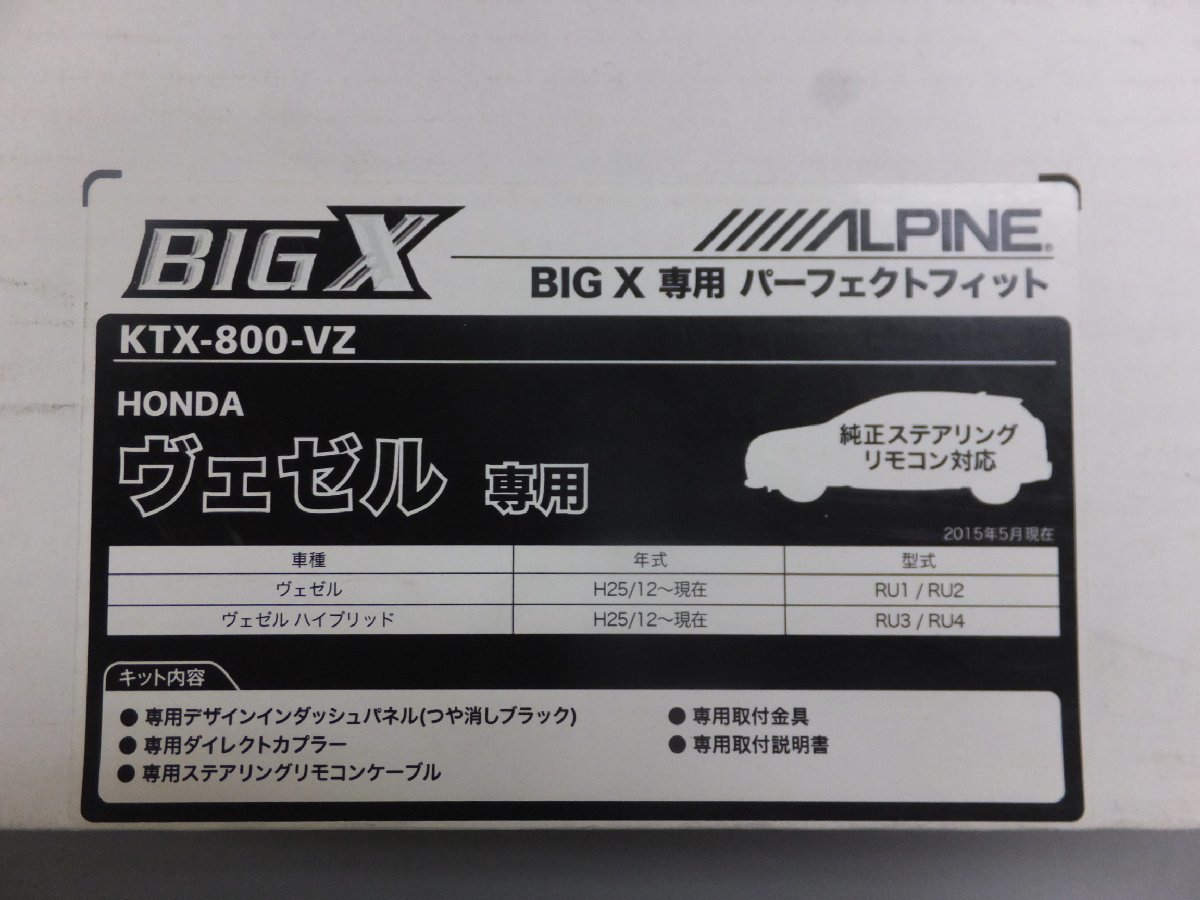 BIG X
ALPINE®
BIG X 専用 パーフェクトフィット
KTX-800-VZ
HONDA
ヴェゼル 専用
純正ステアリング
リモコン対応
2015年5月現在
車種 年式 型式
ヴェゼル H25/12～現在 RU1 / RU2
ヴェゼル ハイブリッド H25/12～現在 RU3 / RU4
キット内容
● 専用デザインインダッシュパネル(つや消しブラック)
● 専用ダイレクトカプラー
● 専用ステアリングリモコンケーブル
● 専用取付金具
● 専用取付説明書